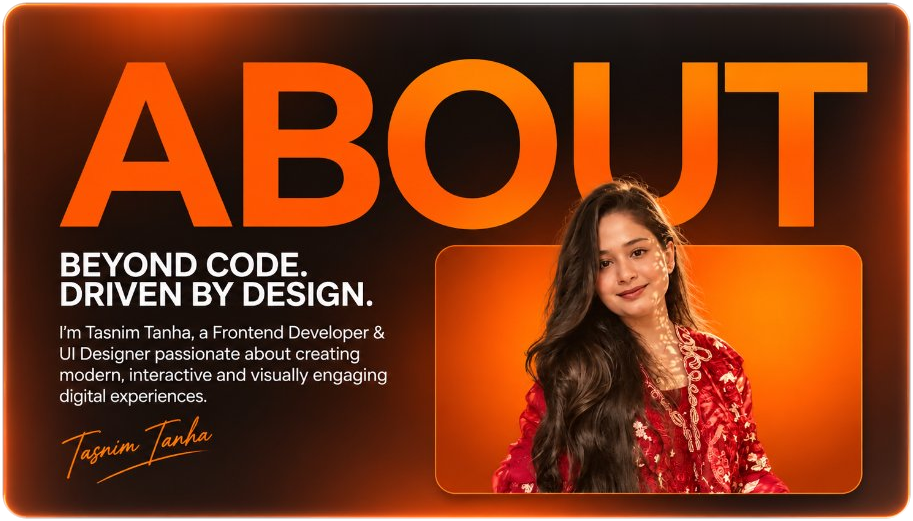 ABOUT
BEYOND CODE.
DRIVEN BY DESIGN.
I'm Tasnim Tanha, a Frontend Developer &
UI Designer passionate about creating
modern, interactive and visually engaging
digital experiences.
Tasnim Tanha